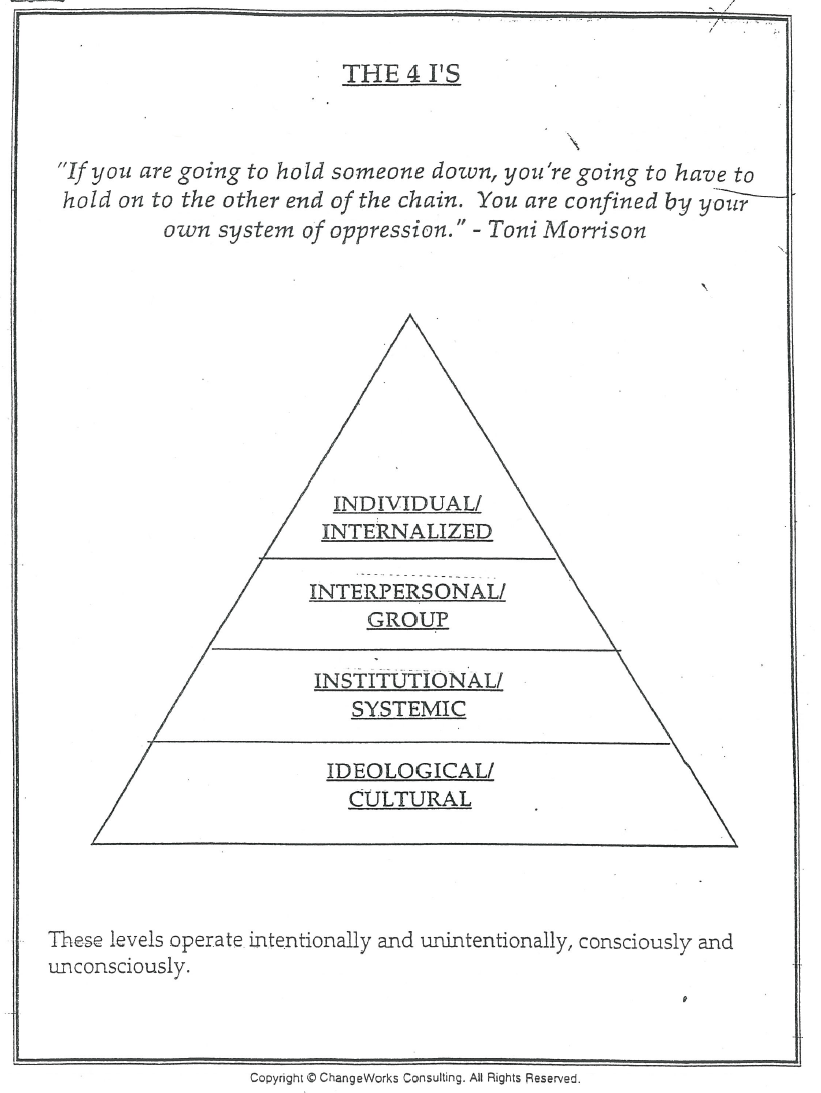 THE 4 I'S
"If you are going to hold someone down, you're going to have to
hold on to the other end of the chain. You are confined by your
own system of oppression." - Toni Morrison
INDIVIDUAL/
INTERNALIZED
INTERPERSONAL/
GROUP
INSTITUTIONAL/
SYSTEMIC
IDEOLOGICAL/
CULTURAL
These levels operate intentionally and unintentionally, consciously and
unconsciously.
Copyright © ChangeWorks Consulting. All Rights Reserved.